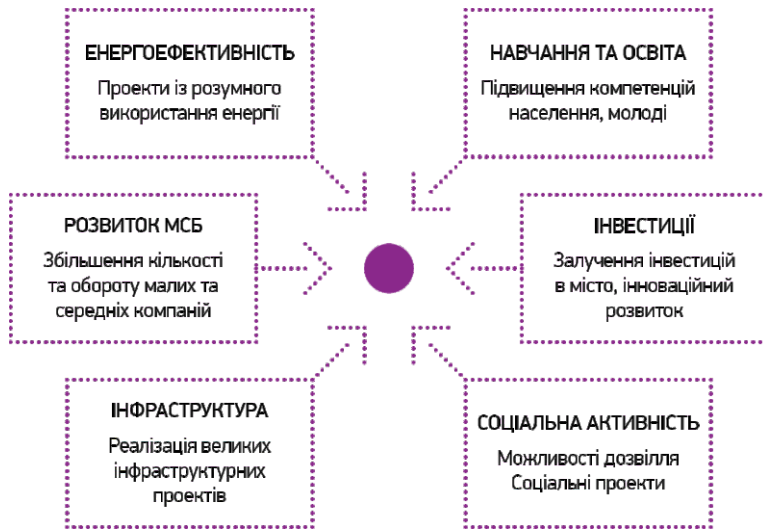 ЕНЕРГОЕФЕКТИВНІСТЬ
Проекти із розумного
використання енергії
НАВЧАННЯ ТА ОСВІТА
Підвищення компетенцій
населення, молоді
РОЗВИТОК МСБ
Збільшення кількості
та обороту малих та
середніх компаній
ІНВЕСТИЦІЇ
Залучення інвестицій
в місто, інноваційний
розвиток
ІНФРАСТРУКТУРА
Реалізація великих
інфраструктурних
проектів
СОЦІАЛЬНА АКТИВНІСТЬ
Можливості дозвілля
Соціальні проекти